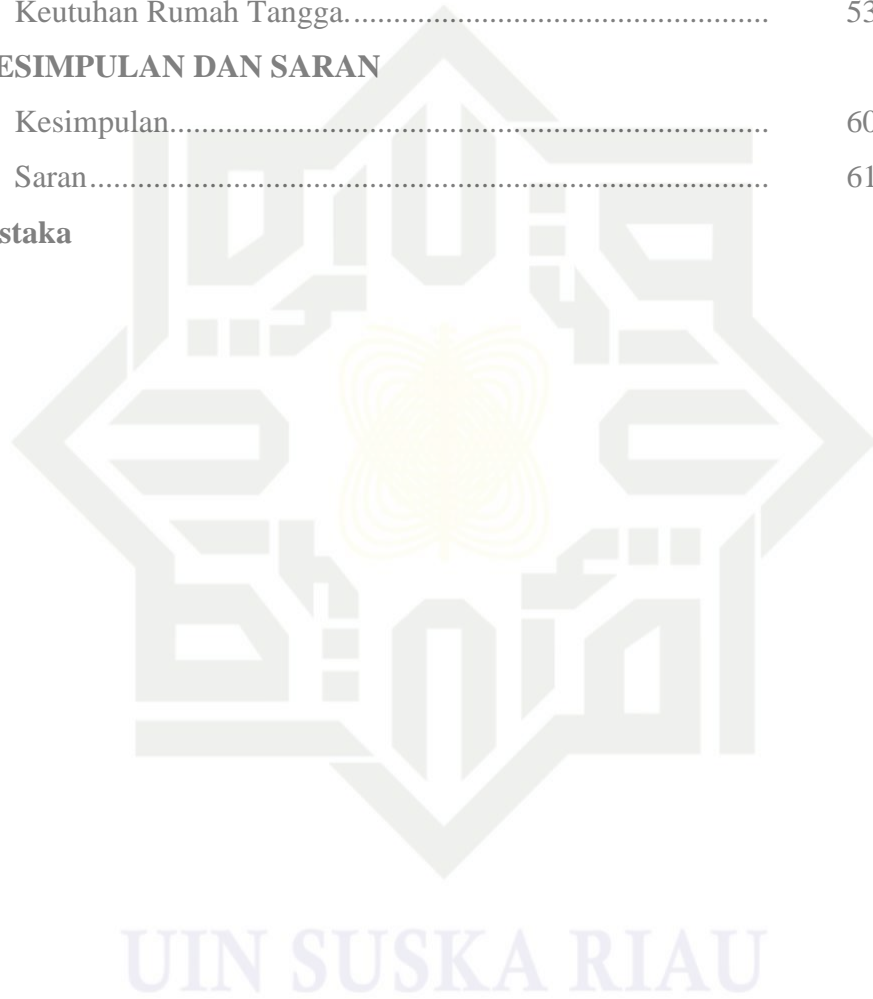 Keutuhan Rumah Tangga. ................................................................ 53
ESIMPULAN DAN SARAN
Kesimpulan........................................................................ 60
Saran .................................................................................. 61
staka
UIN SUSKA RIAU